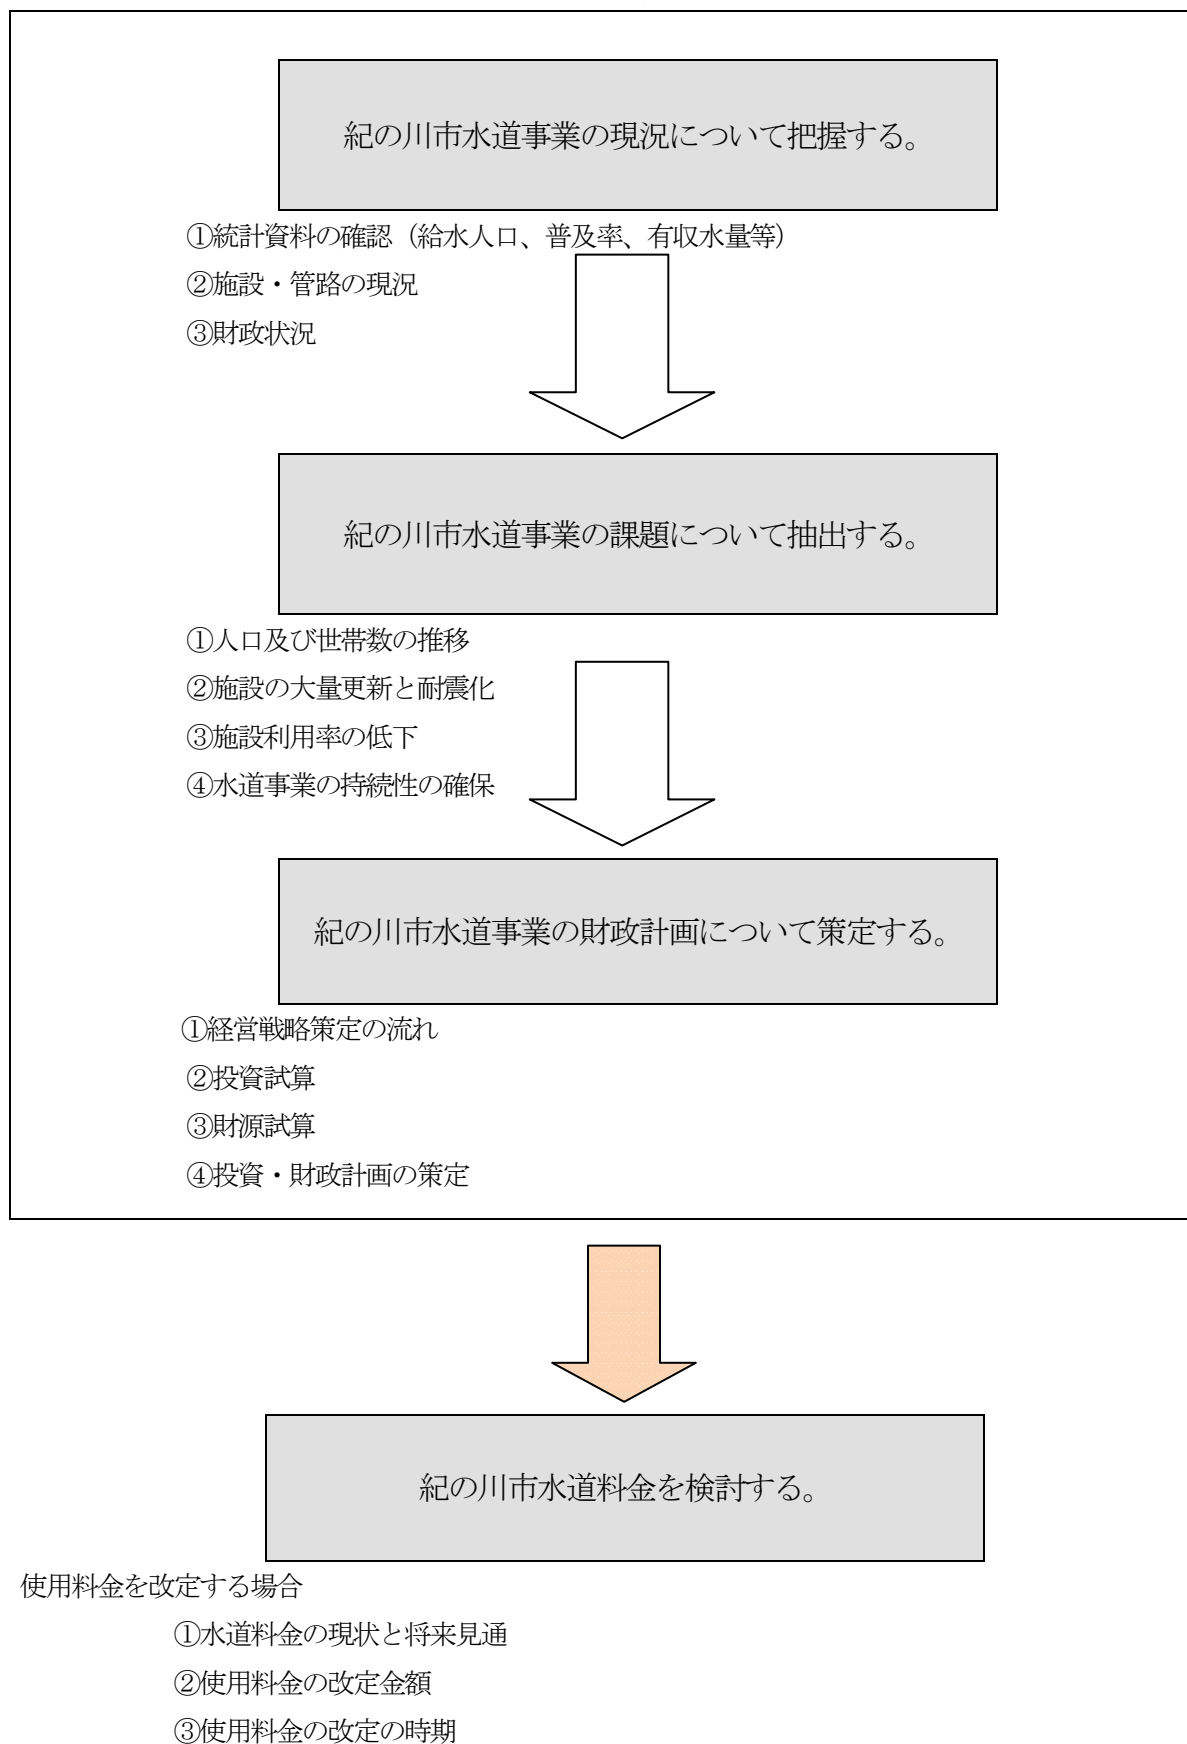 紀の川市水道事業の現況について把握する。
①統計資料の確認（給水人口、普及率、有収水量等）
②施設・管路の現況
③財政状況
紀の川市水道事業の課題について抽出する。
①人口及び世帯数の推移
②施設の大量更新と耐震化
③施設利用率の低下
④水道事業の持続性の確保
紀の川市水道事業の財政計画について策定する。
①経営戦略策定の流れ
②投資試算
③財源試算
④投資・財政計画の策定
紀の川市水道料金を検討する。
使用料金を改定する場合
①水道料金の現状と将来見通
②使用料金の改定金額
③使用料金の改定の時期